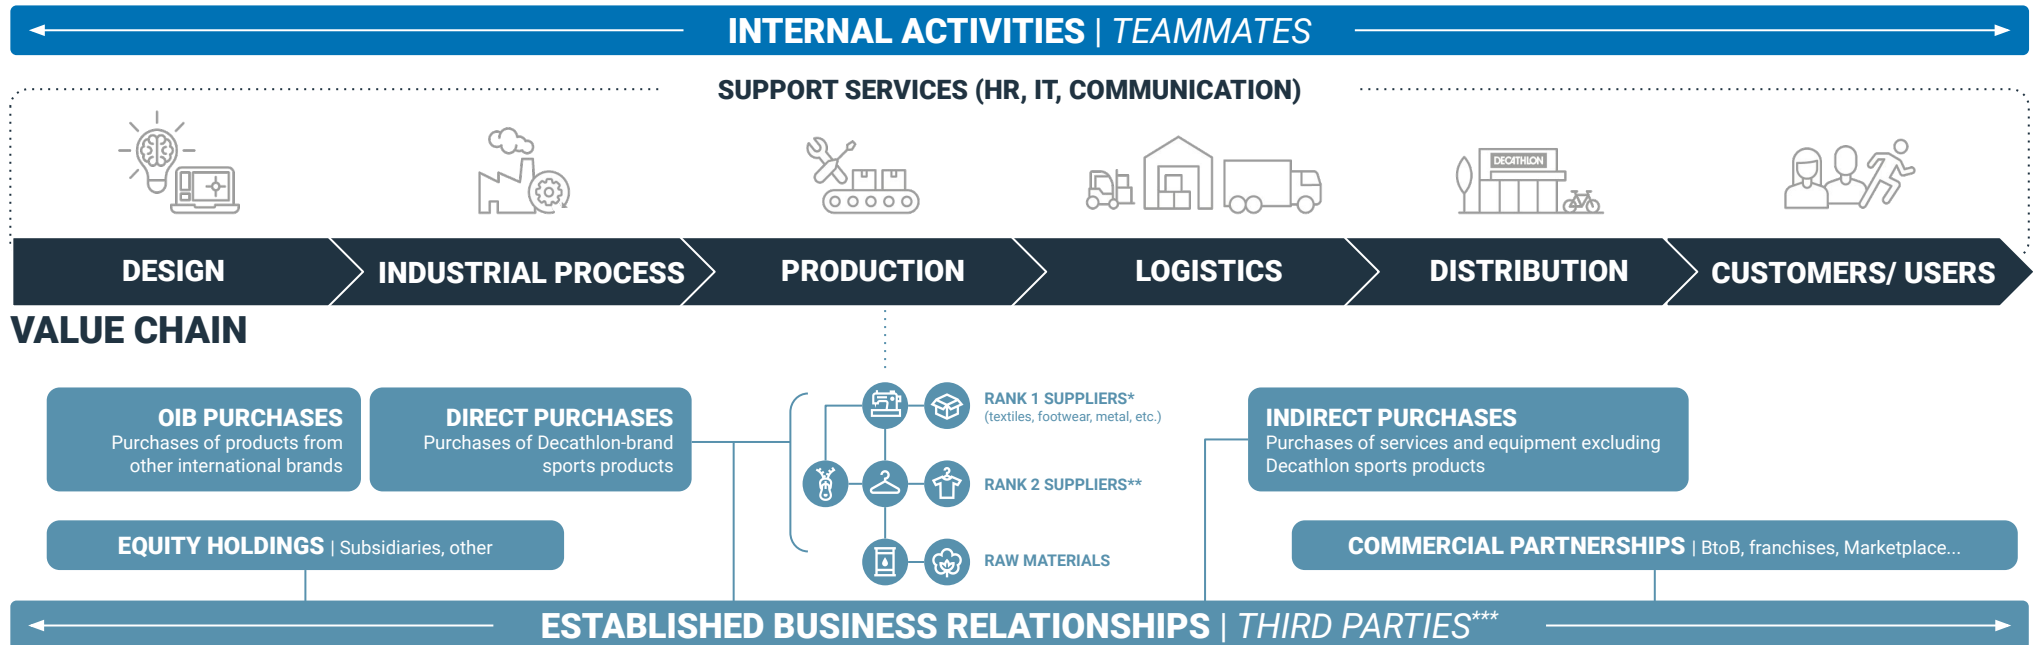 INTERNAL ACTIVITIES | TEAMMATES
SUPPORT SERVICES (HR, IT, COMMUNICATION)
DECATHLON
DESIGN
INDUSTRIAL PROCESS
PRODUCTION
LOGISTICS
DISTRIBUTION
CUSTOMERS/ USERS
VALUE CHAIN
OIB PURCHASES
Purchases of products from
other international brands
DIRECT PURCHASES
Purchases of Decathlon-brand
sports products
RANK 1 SUPPLIERS*
(textiles, footwear, metal, etc.)
RANK 2 SUPPLIERS**
RAW MATERIALS
INDIRECT PURCHASES
Purchases of services and equipment excluding
Decathlon sports products
EQUITY HOLDINGS | Subsidiaries, other
COMMERCIAL PARTNERSHIPS | BtoB, franchises, Marketplace...
ESTABLISHED BUSINESS RELATIONSHIPS | THIRD PARTIES***